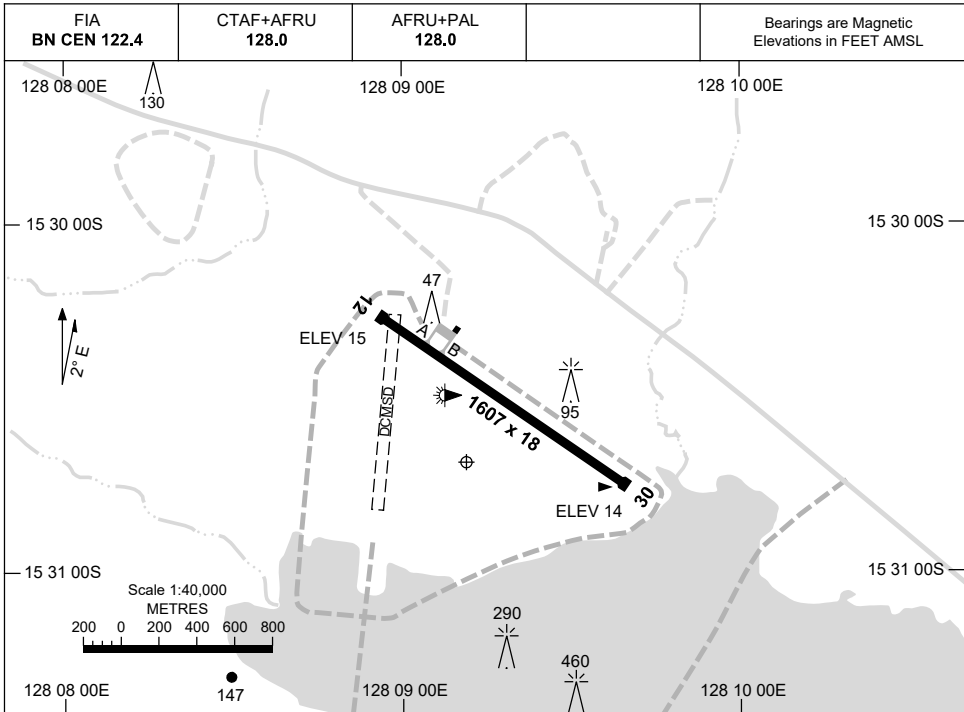 FIA
BN CEN 122.4
CTAF+AFRU
128.0
AFRU+PAL
128.0
Bearings are Magnetic
Elevations in FEET AMSL
128 08 00E
128 09 00E
128 10 00E
130
15 30 00S
15 30 00S
47
12
A
B
ELEV 15
2° E
95
DCMSD
1607 x 18
30
ELEV 14
15 31 00S
15 31 00S
Scale 1:40,000
METRES
200 0 200 400 600 800
290
460
147
128 08 00E
128 09 00E
128 10 00E